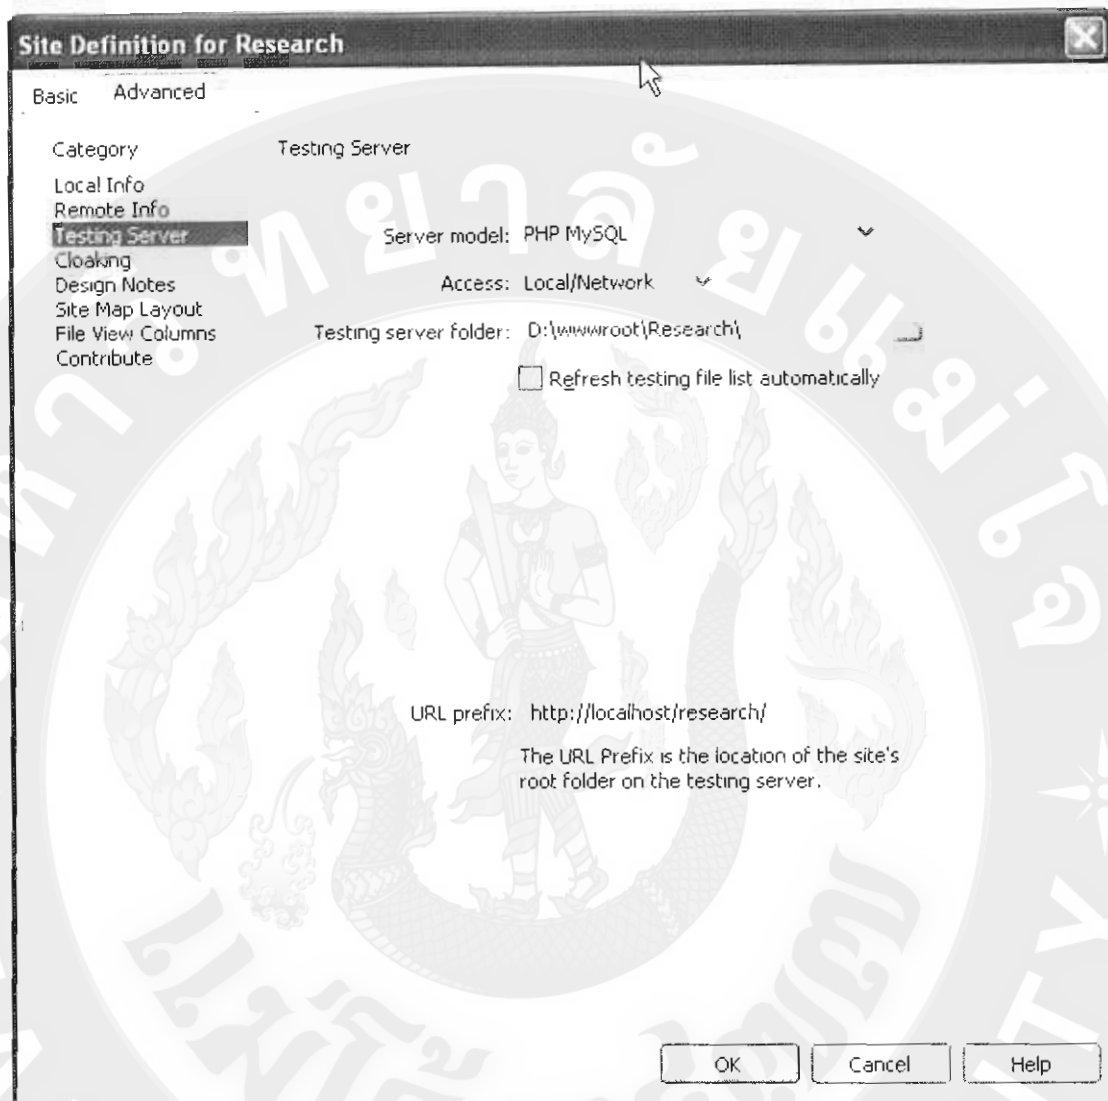 Site Definition for Research
Basic Advanced
Category
Local Info
Remote Info
Testing Server
Cloaking
Design Notes
Site Map Layout
File View Columns
Contribute
Testing Server
Server model: PHP MySQL
Access: Local/Network
Testing server folder: D:\wwwroot\Research\
Refresh testing file list automatically
URL prefix: http://localhost/research/
The URL Prefix is the location of the site's
root folder on the testing server.
OK Cancel Help